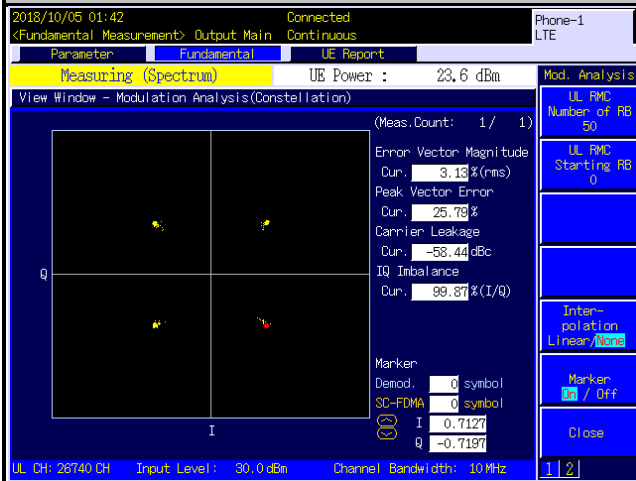 2018/10/05 01:42 Connected Phone-1
<Fundamental Measurement> Output Main Continuous LTE
Parameter Fundamental UE Report
Measuring (Spectrum) UE Power : 23.6 dBm Mod. Analysis
View Window - Modulation Analysis(Constellation)
(Meas.Count: 1/ 1)
Error Vector Magnitude
Cur. 3.13 %(rms)
Peak Vector Error
Cur. 25.79 %
Carrier Leakage
Cur. -58.44 dBc
IQ Imbalance
Cur. 99.87 %(I/Q)
Q
I
Marker
Demod. 0 symbol
SC-FDMA 0 symbol
I 0.7127
Q -0.7197
UL RMC
Number of RB
50
UL RMC
Starting RB
0
Inter-
polation
Linear/None
Marker
On / Off
Close
UL CH: 26740 CH Input Level: 30.0 dBm Channel Bandwidth: 10 MHz 1 2